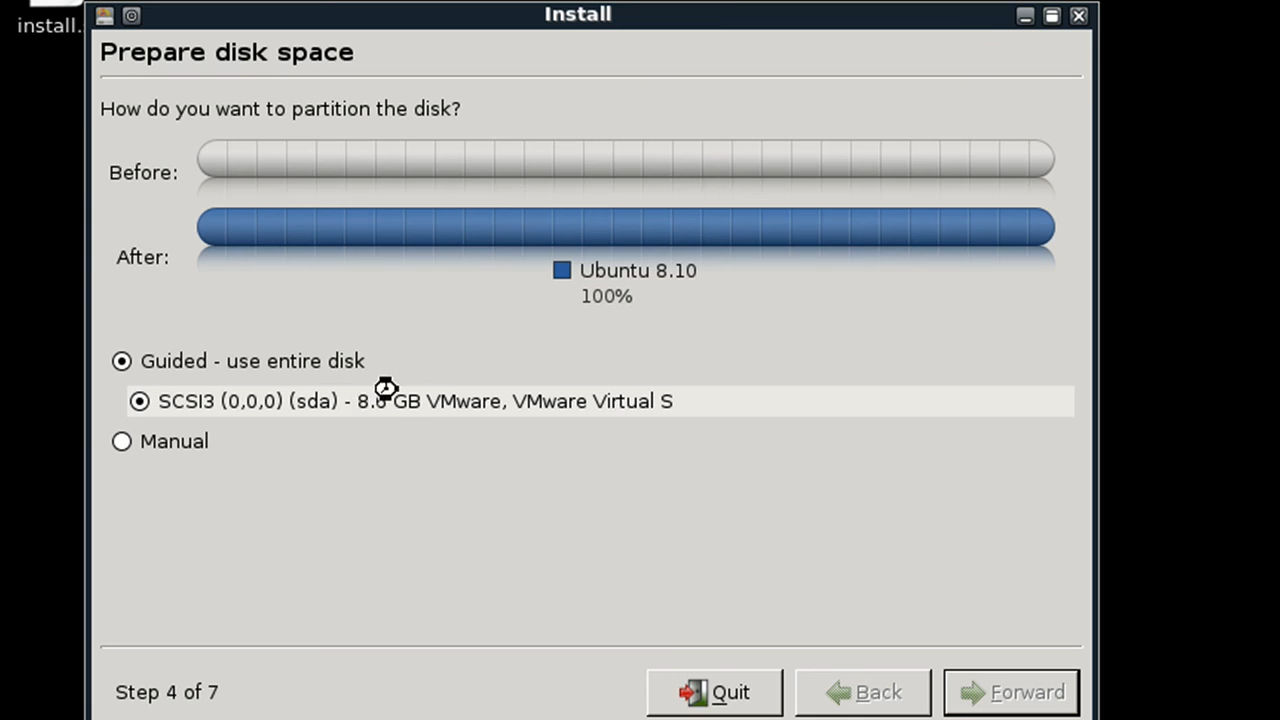 install.
Install
Prepare disk space
How do you want to partition the disk?
Before:
After:
Ubuntu 8.10
100%
Guided - use entire disk
SCSI3 (0,0,0) (sda) - GB VMware, VMware Virtual S
Manual
Step 4 of 7
Quit
Back
Forward